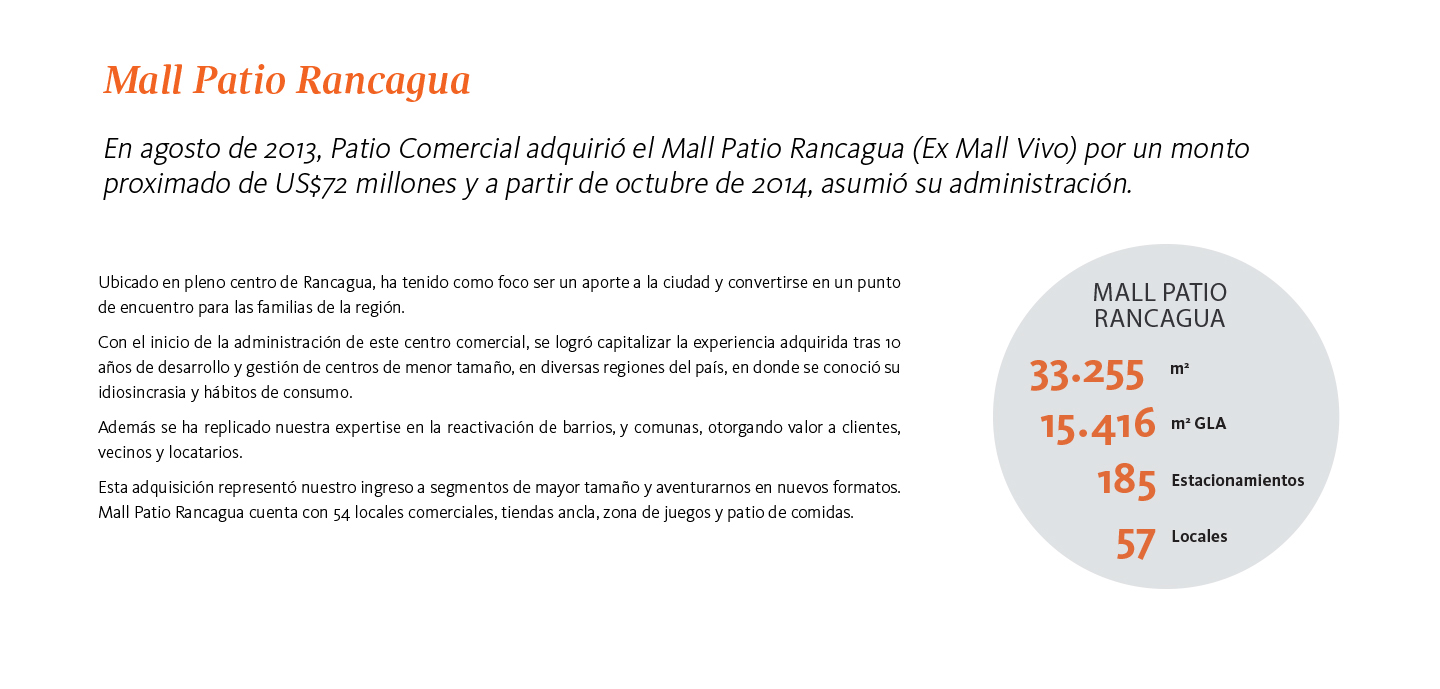 Mall Patio Rancagua
En agosto de 2013, Patio Comercial adquirió el Mall Patio Rancagua (Ex Mall Vivo) por un monto
proximado de US$72 millones y a partir de octubre de 2014, asumió su administración.
Ubicado en pleno centro de Rancagua, ha tenido como foco ser un aporte a la ciudad y convertirse en un punto
de encuentro para las familias de la región.
Con el inicio de la administración de este centro comercial, se logró capitalizar la experiencia adquirida tras 10
años de desarrollo y gestión de centros de menor tamaño, en diversas regiones del país, en donde se conoció su
idiosincrasia y hábitos de consumo.
Además se ha replicado nuestra expertise en la reactivación de barrios, y comunas, otorgando valor a clientes,
vecinos y locatarios.
Esta adquisición representó nuestro ingreso a segmentos de mayor tamaño y aventurarnos en nuevos formatos.
Mall Patio Rancagua cuenta con 54 locales comerciales, tiendas ancla, zona de juegos y patio de comidas.
MALL PATIO
RANCAGUA
33.255 m²
15.416 m² GLA
185 Estacionamientos
57 Locales